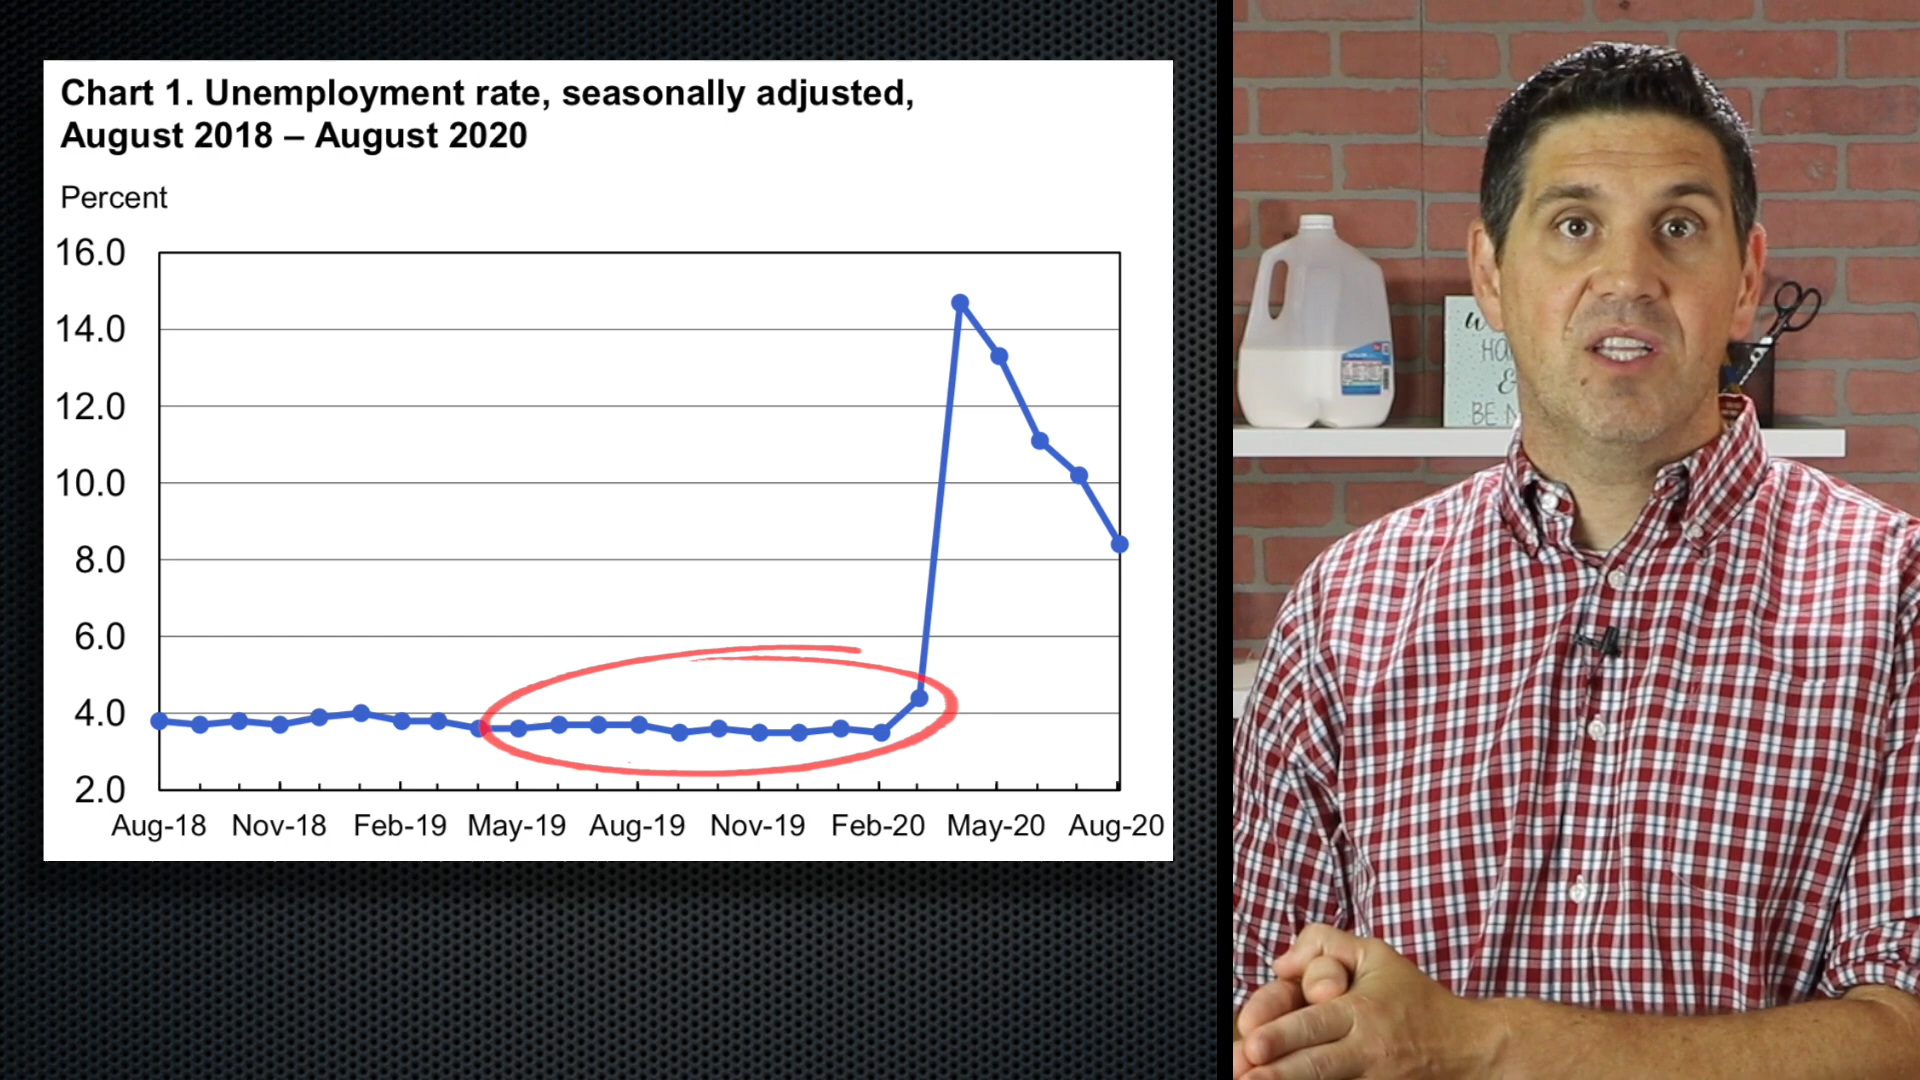 Chart 1. Unemployment rate, seasonally adjusted,
August 2018 – August 2020
Percent
16.0
14.0
12.0
10.0
8.0
6.0
4.0
2.0
Aug-18 Nov-18 Feb-19 May-19 Aug-19 Nov-19 Feb-20 May-20 Aug-20
&
BE